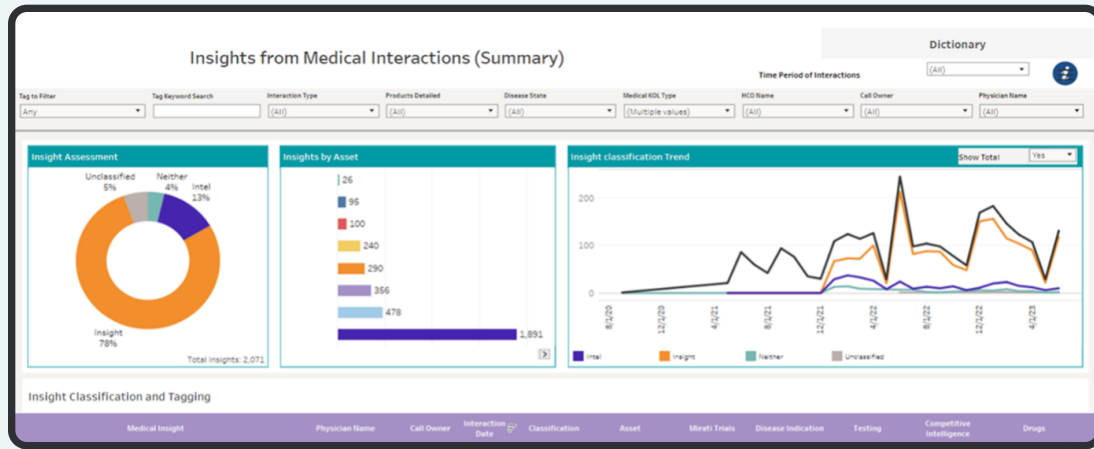 Dictionary
Insights from Medical Interactions (Summary)
Time Period of Interactions
(All)
i
Tag to Filter
Tag Keyword Search
Interaction Type
Products Detailed
Disease State
Medical KDL Type
HCO Name
Call Owner
Physician Name
Any
(All)
(All)
(All)
(Multiple values)
(All)
(All)
(All)
Insight Assessment
Unclassified
5%
Neither
4%
Intel
13%
Insight
78%
Total Insights: 2,071
Insights by Asset
26
95
100
240
290
356
478
1,891
Insight classification Trend
Show Total
Yes
200
100
0
8/1/20
12/1/20
4/1/21
8/1/21
12/1/21
4/1/22
8/1/22
12/1/22
4/1/23
Intel
Insight
Neither
Unclassified
Insight Classification and Tagging
Medical Insight
Physician Name
Call Owner
Interaction
Date
Classification
Asset
Mirati Trials
Disease Indication
Testing
Competitive
Intelligence
Drugs